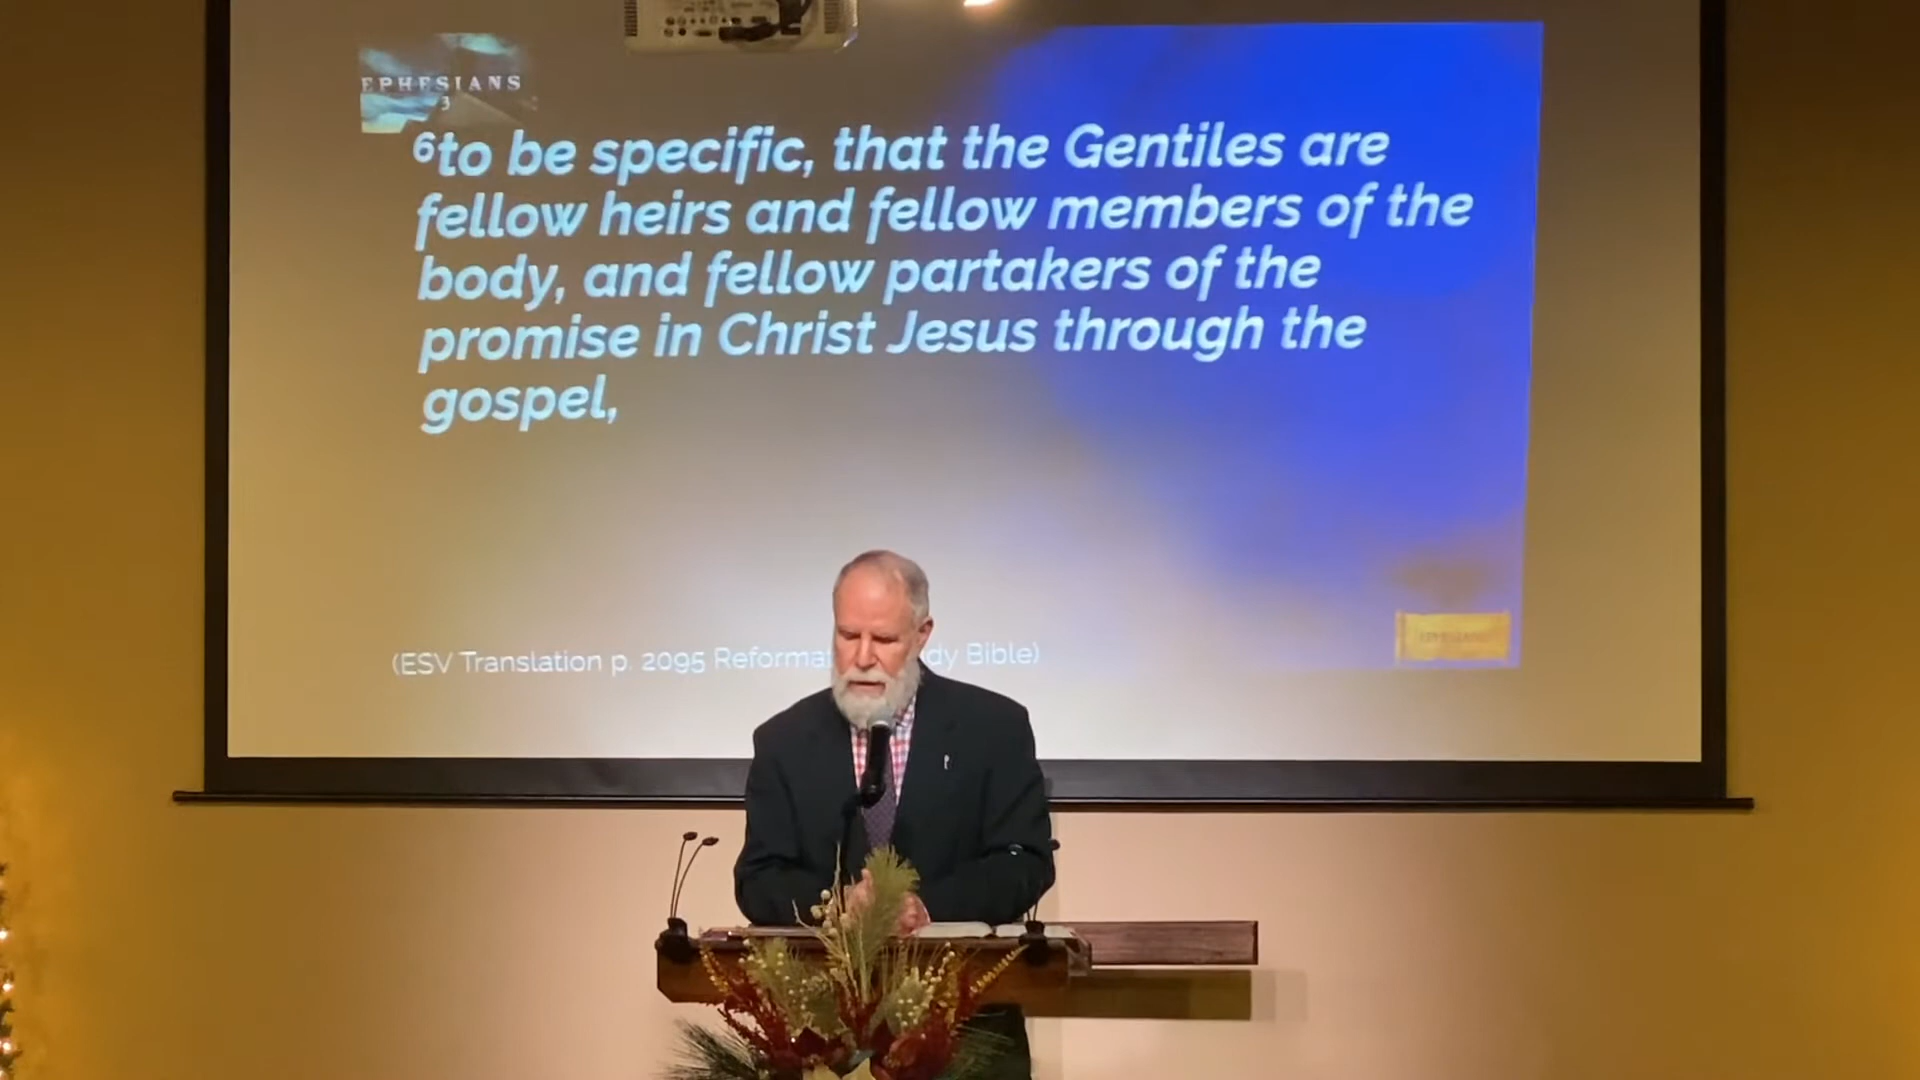 EPHESIANS
3
6to be specific, that the Gentiles are
fellow heirs and fellow members of the
body, and fellow partakers of the
promise in Christ Jesus through the
gospel,
(ESV Translation p. 2095 Bible)